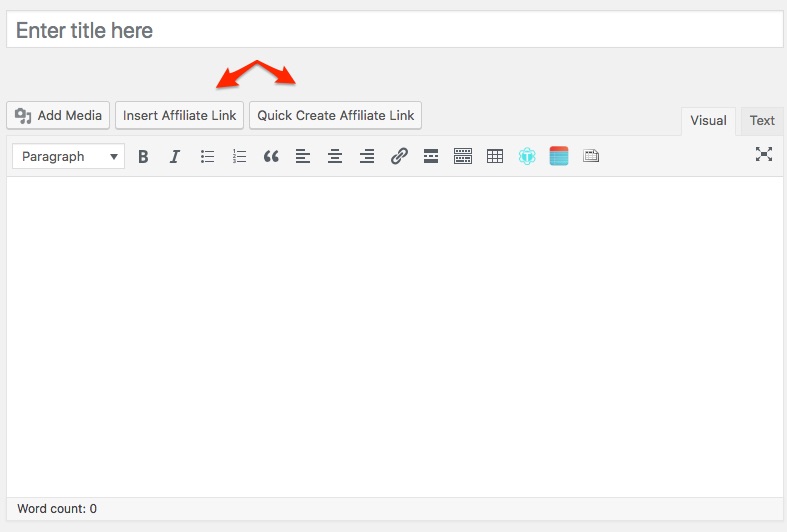 Enter title here
Add Media
Insert Affiliate Link
Quick Create Affiliate Link
Visual
Text
Paragraph
B
I
Word count: 0